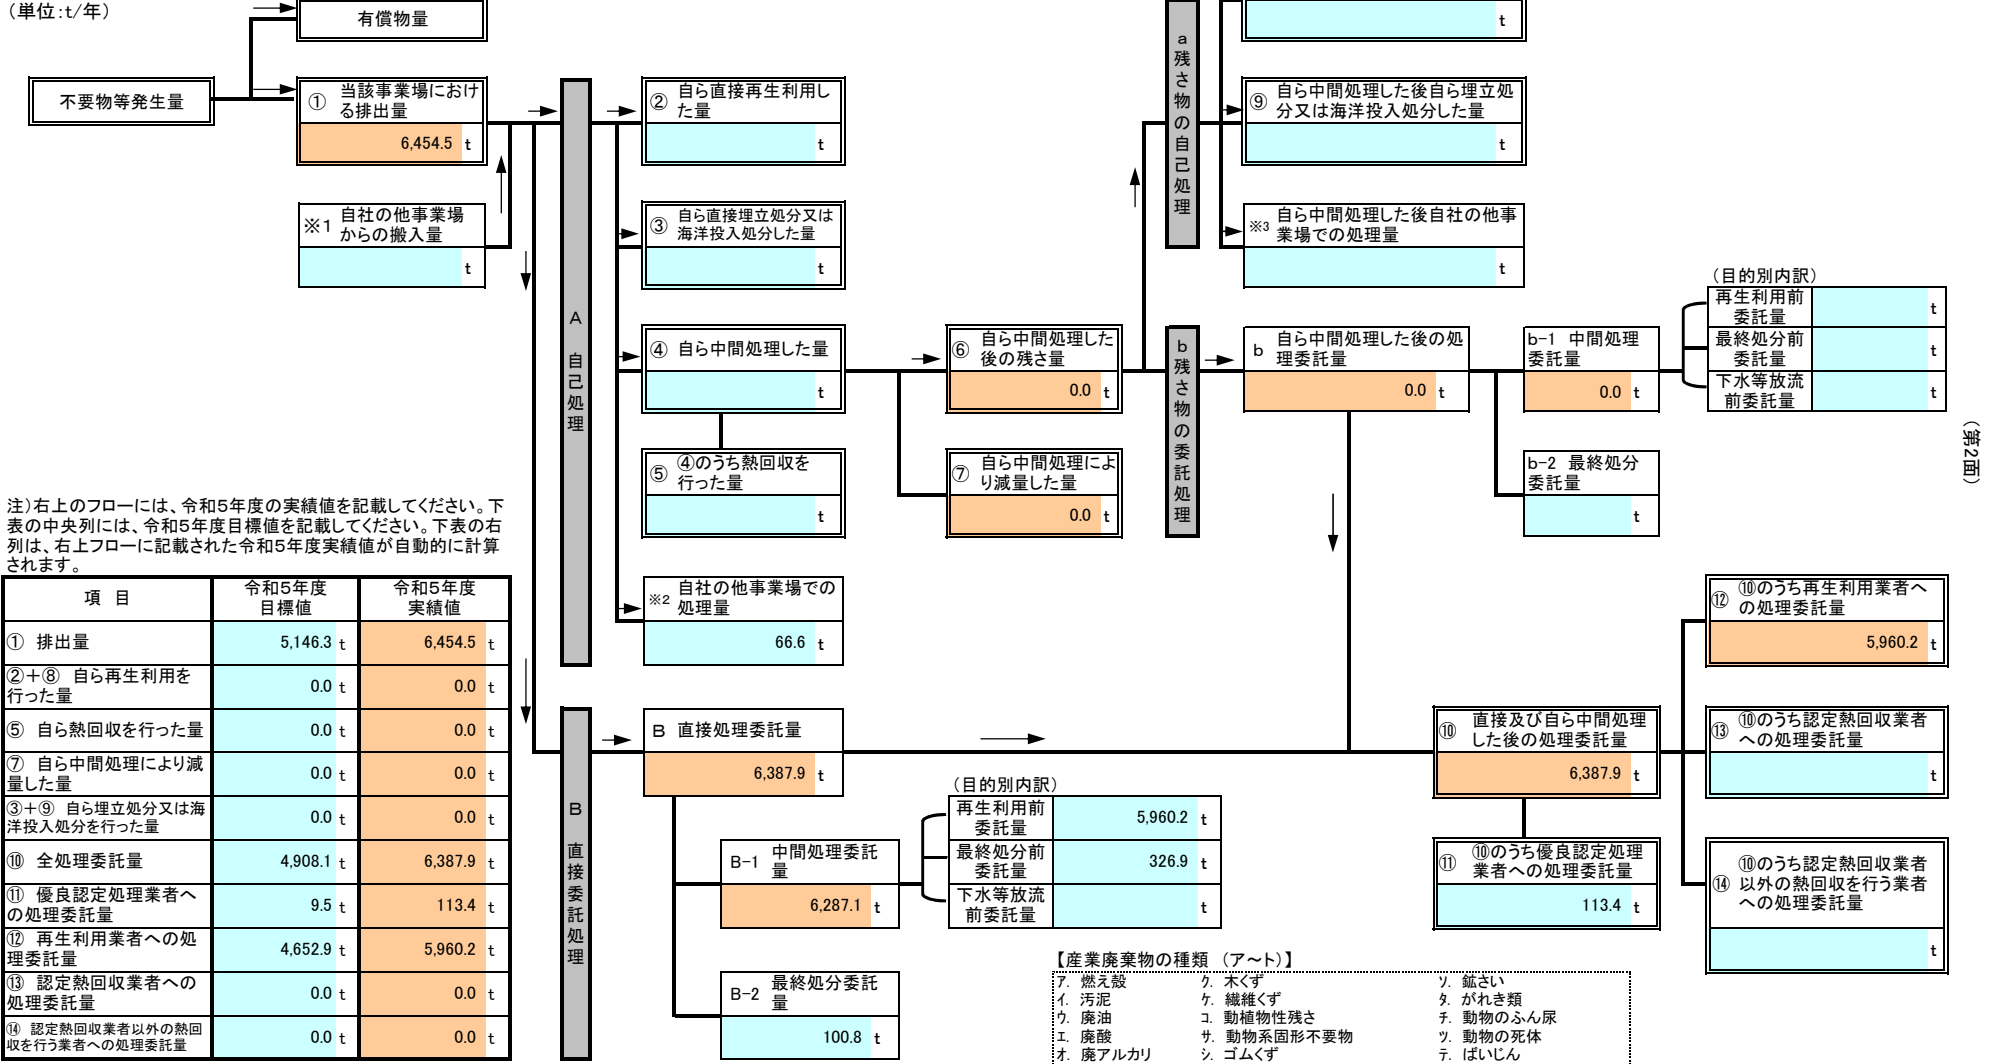 （単位:t/年）
有償物量
不要物等発生量
① 当該事業場におけ
る排出量
6,454.5 t
※1 自社の他事業場
からの搬入量
t
A 自己処理
② 自ら直接再生利用し
た量
t
③ 自ら直接埋立処分又は
海洋投入処分した量
t
④ 自ら中間処理した量
t
⑤ ④のうち熱回収を
行った量
t
※2 自社の他事業場での
処理量
66.6 t
⑥ 自ら中間処理した
後の残さ量
0.0 t
⑦ 自ら中間処理によ
り減量した量
0.0 t
a 残さ物の自己処理
t
⑨ 自ら中間処理した後自ら埋立処
分又は海洋投入処分した量
t
※3 自ら中間処理した後自社の他事
業場での処理量
t
b 残さ物の委託処理
b 自ら中間処理した後の処
理委託量
0.0 t
b-1 中間処理
委託量
0.0 t
（目的別内訳）
再生利用前
委託量 t
最終処分前
委託量 t
下水等放流
前委託量 t
b-2 最終処分
委託量
t
（第2面）
注）右上のフローには、令和5年度の実績値を記載してください。下
表の中央列には、令和5年度目標値を記載してください。下表の右
列は、右上フローに記載された令和5年度実績値が自動的に計算
されます。
項 目 令和5年度 目標値 令和5年度 実績値
① 排出量 5,146.3 t 6,454.5 t
②＋⑧ 自ら再生利用を
行った量 0.0 t 0.0 t
⑤ 自ら熱回収を行った量 0.0 t 0.0 t
⑦ 自ら中間処理により減
量した量 0.0 t 0.0 t
③＋⑨ 自ら埋立処分又は海
洋投入処分を行った量 0.0 t 0.0 t
⑩ 全処理委託量 4,908.1 t 6,387.9 t
⑪ 優良認定処理業者へ
の処理委託量 9.5 t 113.4 t
⑫ 再生利用業者への処
理委託量 4,652.9 t 5,960.2 t
⑬ 認定熱回収業者への
処理委託量 0.0 t 0.0 t
⑭ 認定熱回収業者以外の熱回
収を行う業者への処理委託量 0.0 t 0.0 t
B 直接委託処理
B 直接処理委託量
6,387.9 t
B-1 中間処理委託
量
6,287.1 t
（目的別内訳）
再生利用前
委託量 5,960.2 t
最終処分前
委託量 326.9 t
下水等放流
前委託量 t
B-2 最終処分委託
量
100.8 t
⑩ 直接及び自ら中間処理
した後の処理委託量
6,387.9 t
⑪ ⑩のうち優良認定処理
業者への処理委託量
113.4 t
⑫ ⑩のうち再生利用業者へ
の処理委託量
5,960.2 t
⑬ ⑩のうち認定熱回収業者
への処理委託量
t
⑭ ⑩のうち認定熱回収業者
以外の熱回収を行う業者
への処理委託量
t
【産業廃棄物の種類 （ア～ト）】
ア. 燃え殻 ク. 木くず ソ. 鉱さい
イ. 汚泥 ケ. 繊維くず タ. がれき類
ウ. 廃油 コ. 動植物性残さ チ. 動物のふん尿
エ. 廃酸 サ. 動物系固形不要物 ツ. 動物の死体
オ. 廃アルカリ シ. ゴムくず テ. ばいじん